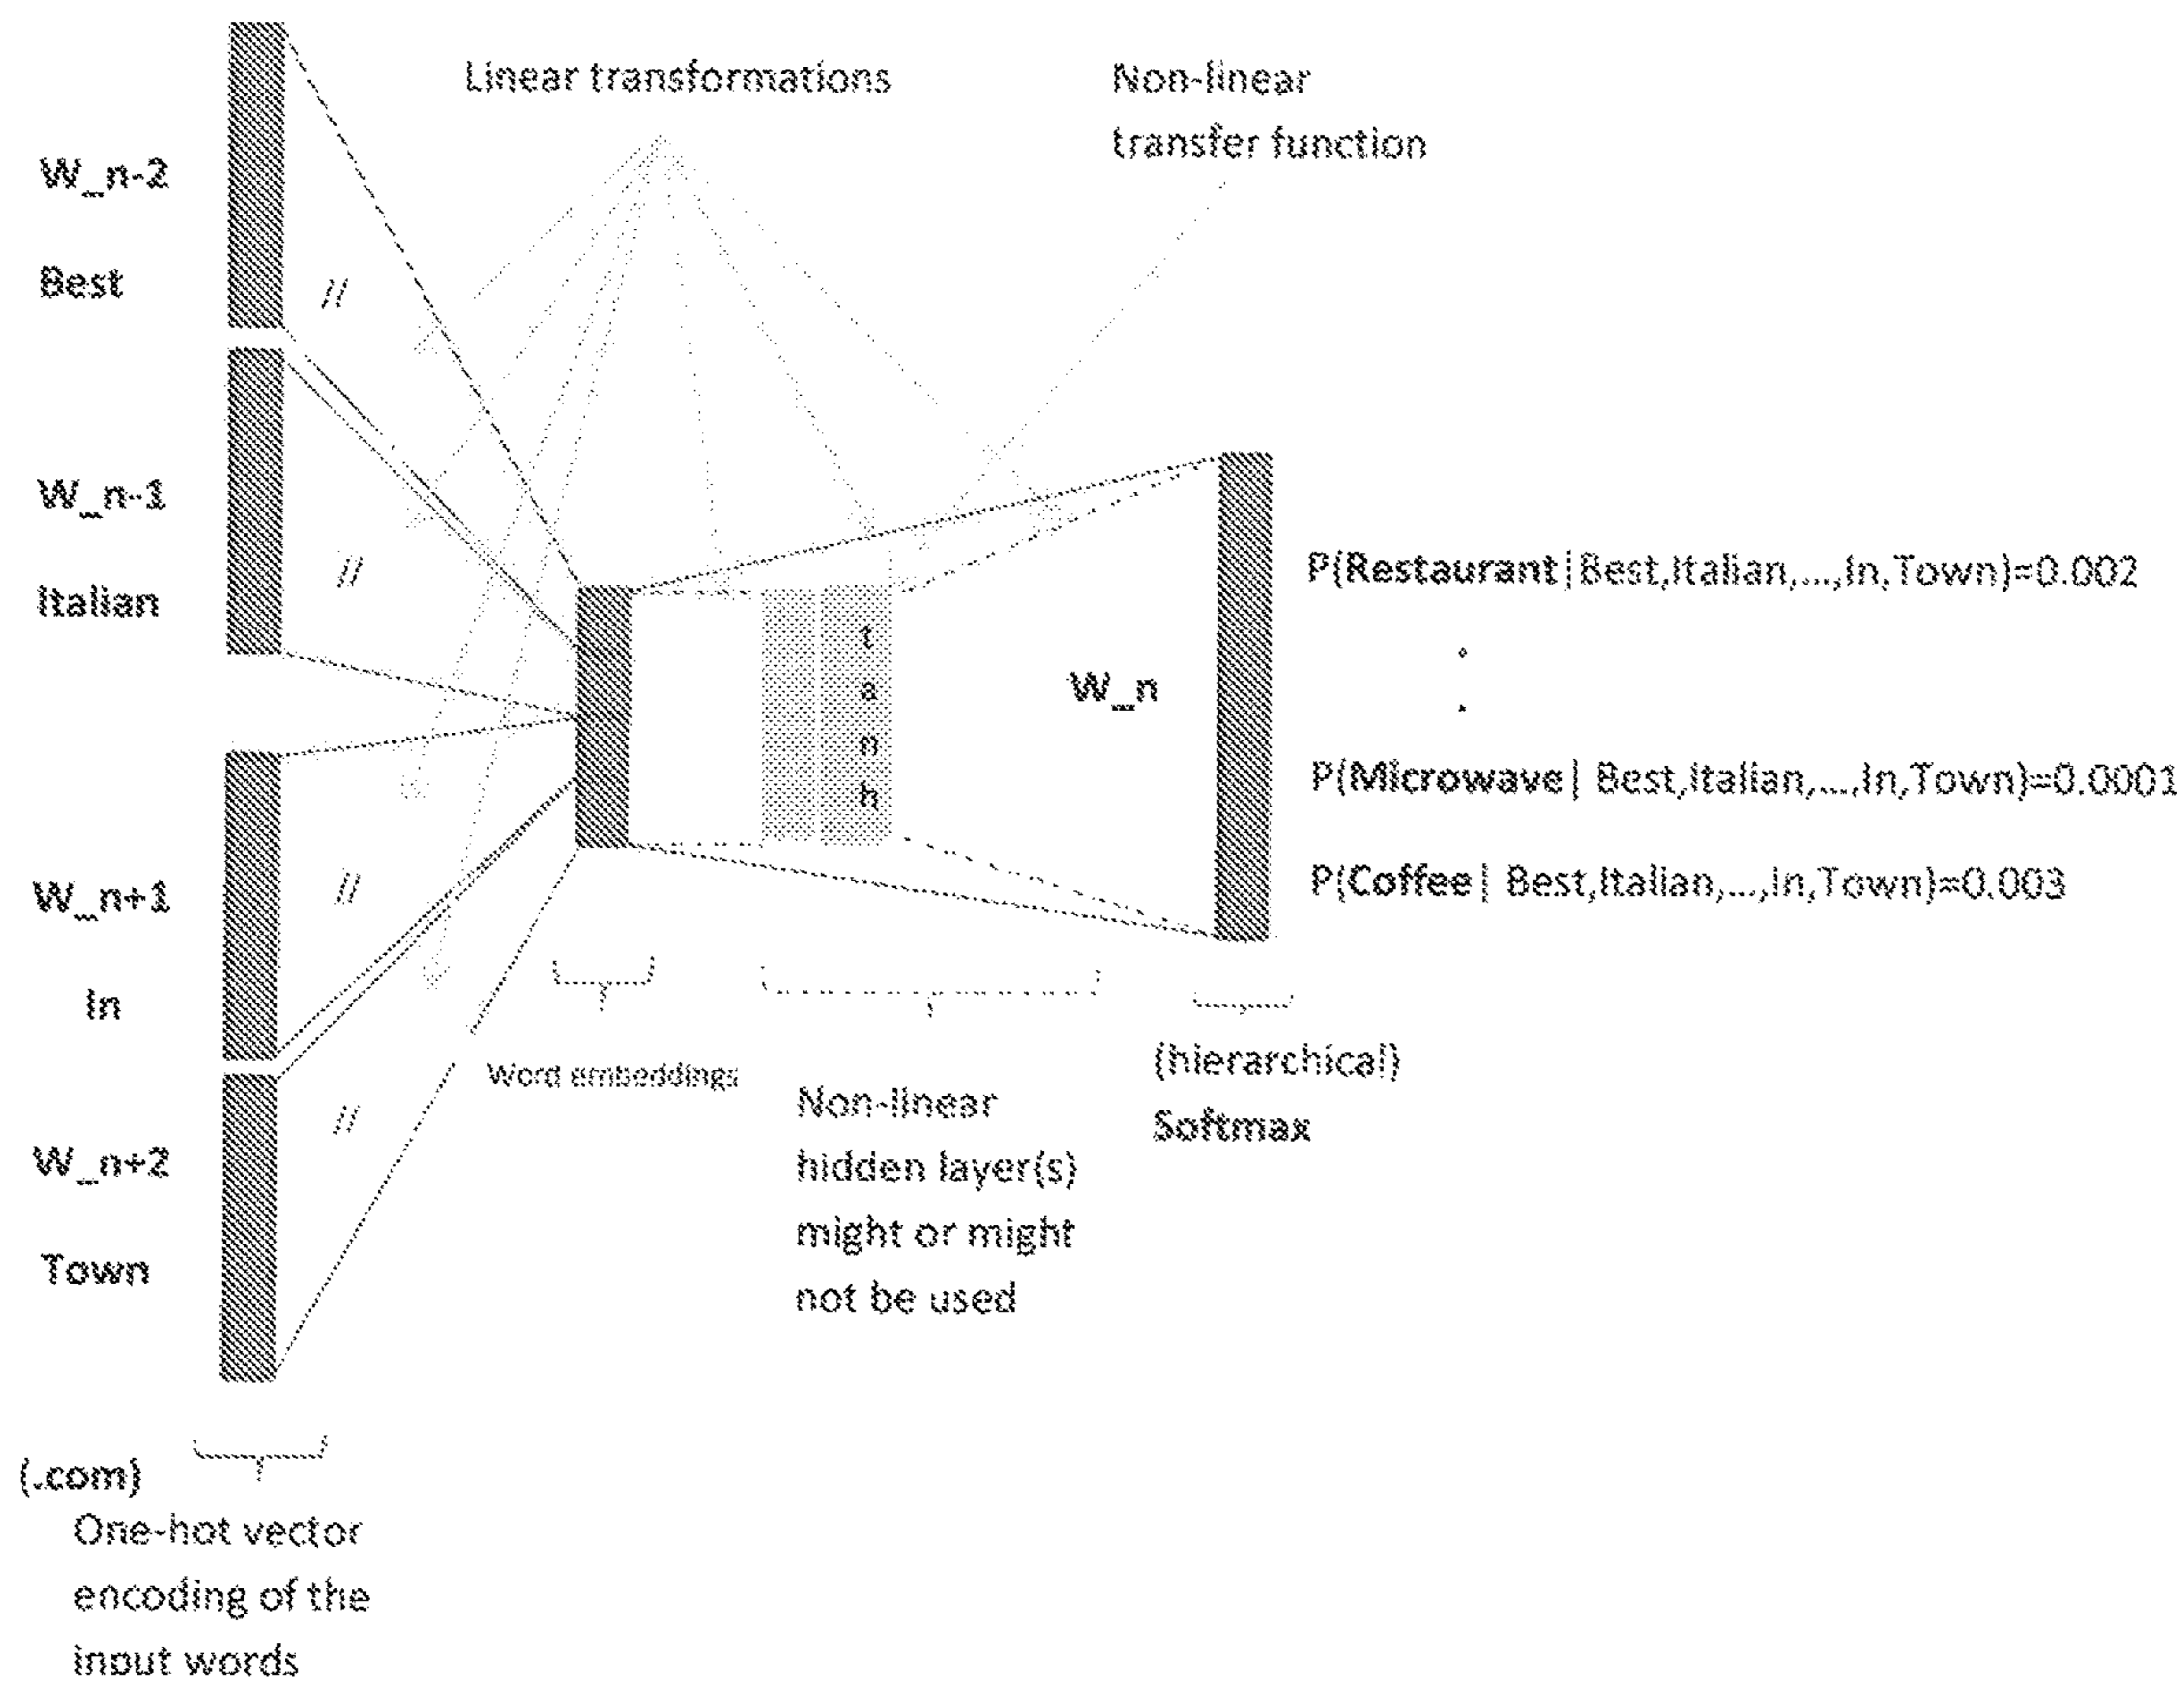 Linear transformations
Non-linear
transfer function
W_n-2
Best
//
W_n-1
Italian
//
t
a
n
h
W_n
P(Restaurant|Best,Italian,...,In,Town)=0.002
.
.
P(Microwave| Best,Italian,...,In,Town)=0.0001
P(Coffee| Best,Italian,...,In,Town)=0.003
W_n+1
In
//
W_n+2
Town
//
Word embeddings
Non-linear
hidden layer(s)
might or might
not be used
(hierarchical)
Softmax
(.com)
One-hot vector
encoding of the
input words